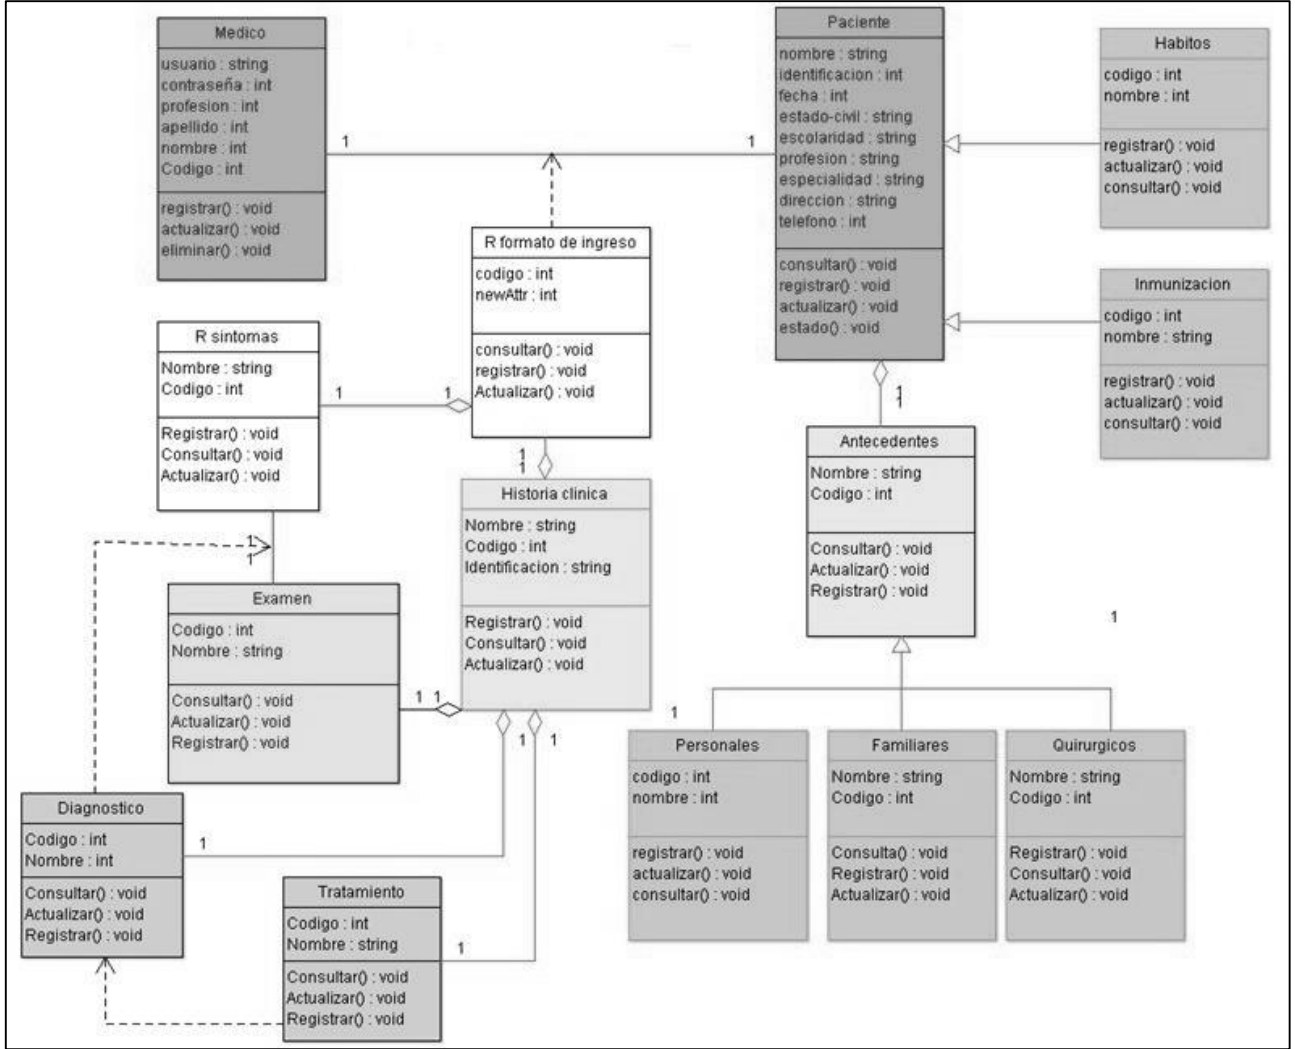 Medico
usuario : string
contraseña : int
profesion : int
apellido : int
nombre : int
Codigo : int
registrar() : void
actualizar() : void
eliminar() : void
1
1
Paciente
nombre : string
identificacion : int
fecha : int
estado-civil : string
escolaridad : string
profesion : string
especialidad : string
direccion : string
telefono : int
consultar() : void
registrar() : void
actualizar() : void
estado() : void
Habitos
codigo : int
nombre : int
registrar() : void
actualizar() : void
consultar() : void
Inmunizacion
codigo : int
nombre : string
registrar() : void
actualizar() : void
consultar() : void
R formato de ingreso
codigo : int
newAttr : int
consultar() : void
registrar() : void
Actualizar() : void
R sintomas
Nombre : string
Codigo : int
Registrar() : void
Consultar() : void
Actualizar() : void
1
1
1
1
1
1
Antecedentes
Nombre : string
Codigo : int
Consultar() : void
Actualizar() : void
Registrar() : void
1
Historia clinica
Nombre : string
Codigo : int
Identificacion : string
Registrar() : void
Consultar() : void
Actualizar() : void
1
1
Examen
Codigo : int
Nombre : string
Consultar() : void
Actualizar() : void
Registrar() : void
1
1
1
1
1
Personales
codigo : int
nombre : int
registrar() : void
actualizar() : void
consultar() : void
Familiares
Nombre : string
Codigo : int
Consulta() : void
Registrar() : void
Actualizar() : void
Quirurgicos
Nombre : string
Codigo : int
Registrar() : void
Consultar() : void
Actualizar() : void
Diagnostico
Codigo : int
Nombre : int
Consultar() : void
Actualizar() : void
Registrar() : void
1
Tratamiento
Codigo : int
Nombre : string
Consultar() : void
Actualizar() : void
Registrar() : void
1